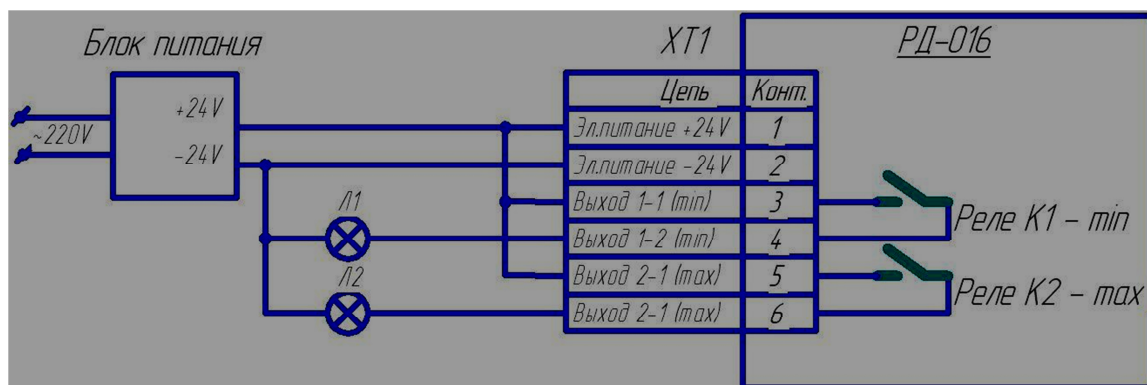 Блок питания
ХТ1
РД-016
+24V
~220V
-24V
Цепь
Конт.
Эл.питание +24V
1
Эл.питание -24V
2
Выход 1-1 (min)
3
Выход 1-2 (min)
4
Выход 2-1 (max)
5
Выход 2-1 (max)
6
Л1
Л2
Реле К1 - min
Реле К2 - max